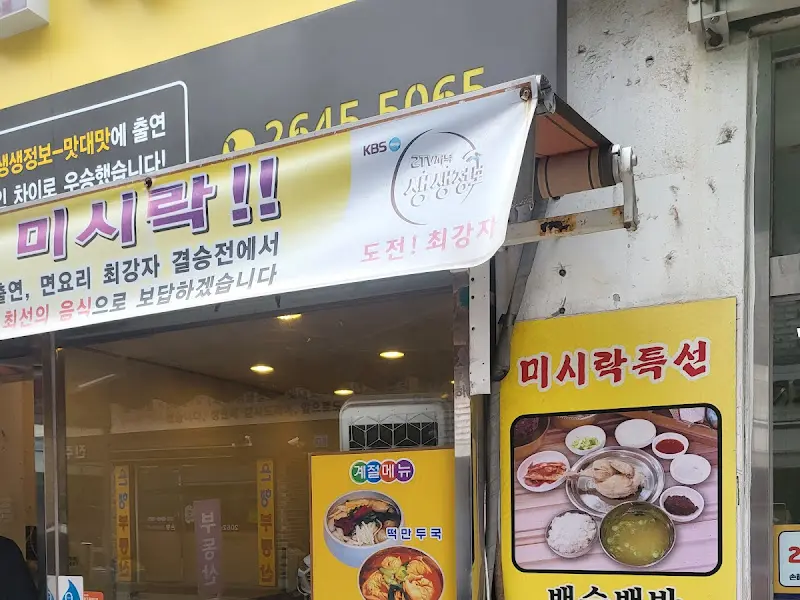 생생정보-맛대맛에 출연
차이로 우승했습니다!
2645.5065
미시락!!
KBS
2TV 저녁
생생정보
도전! 최강자
출연, 면요리 최강자 결승전에서
최선의 음식으로 보답하겠습니다
미시락특선
계절메뉴
떡만두국
부동산